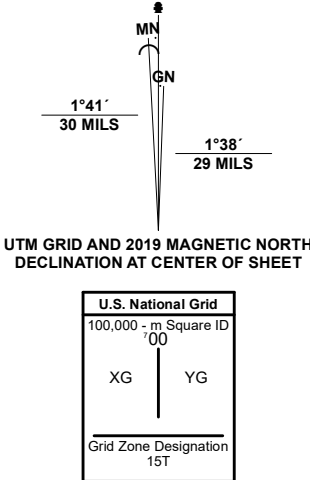 MN
GN
1°41´
30 MILS
1°38´
29 MILS
UTM GRID AND 2019 MAGNETIC NORTH
DECLINATION AT CENTER OF SHEET
U.S. National Grid
100,000 - m Square ID
⁷00
XG YG
Grid Zone Designation
15T